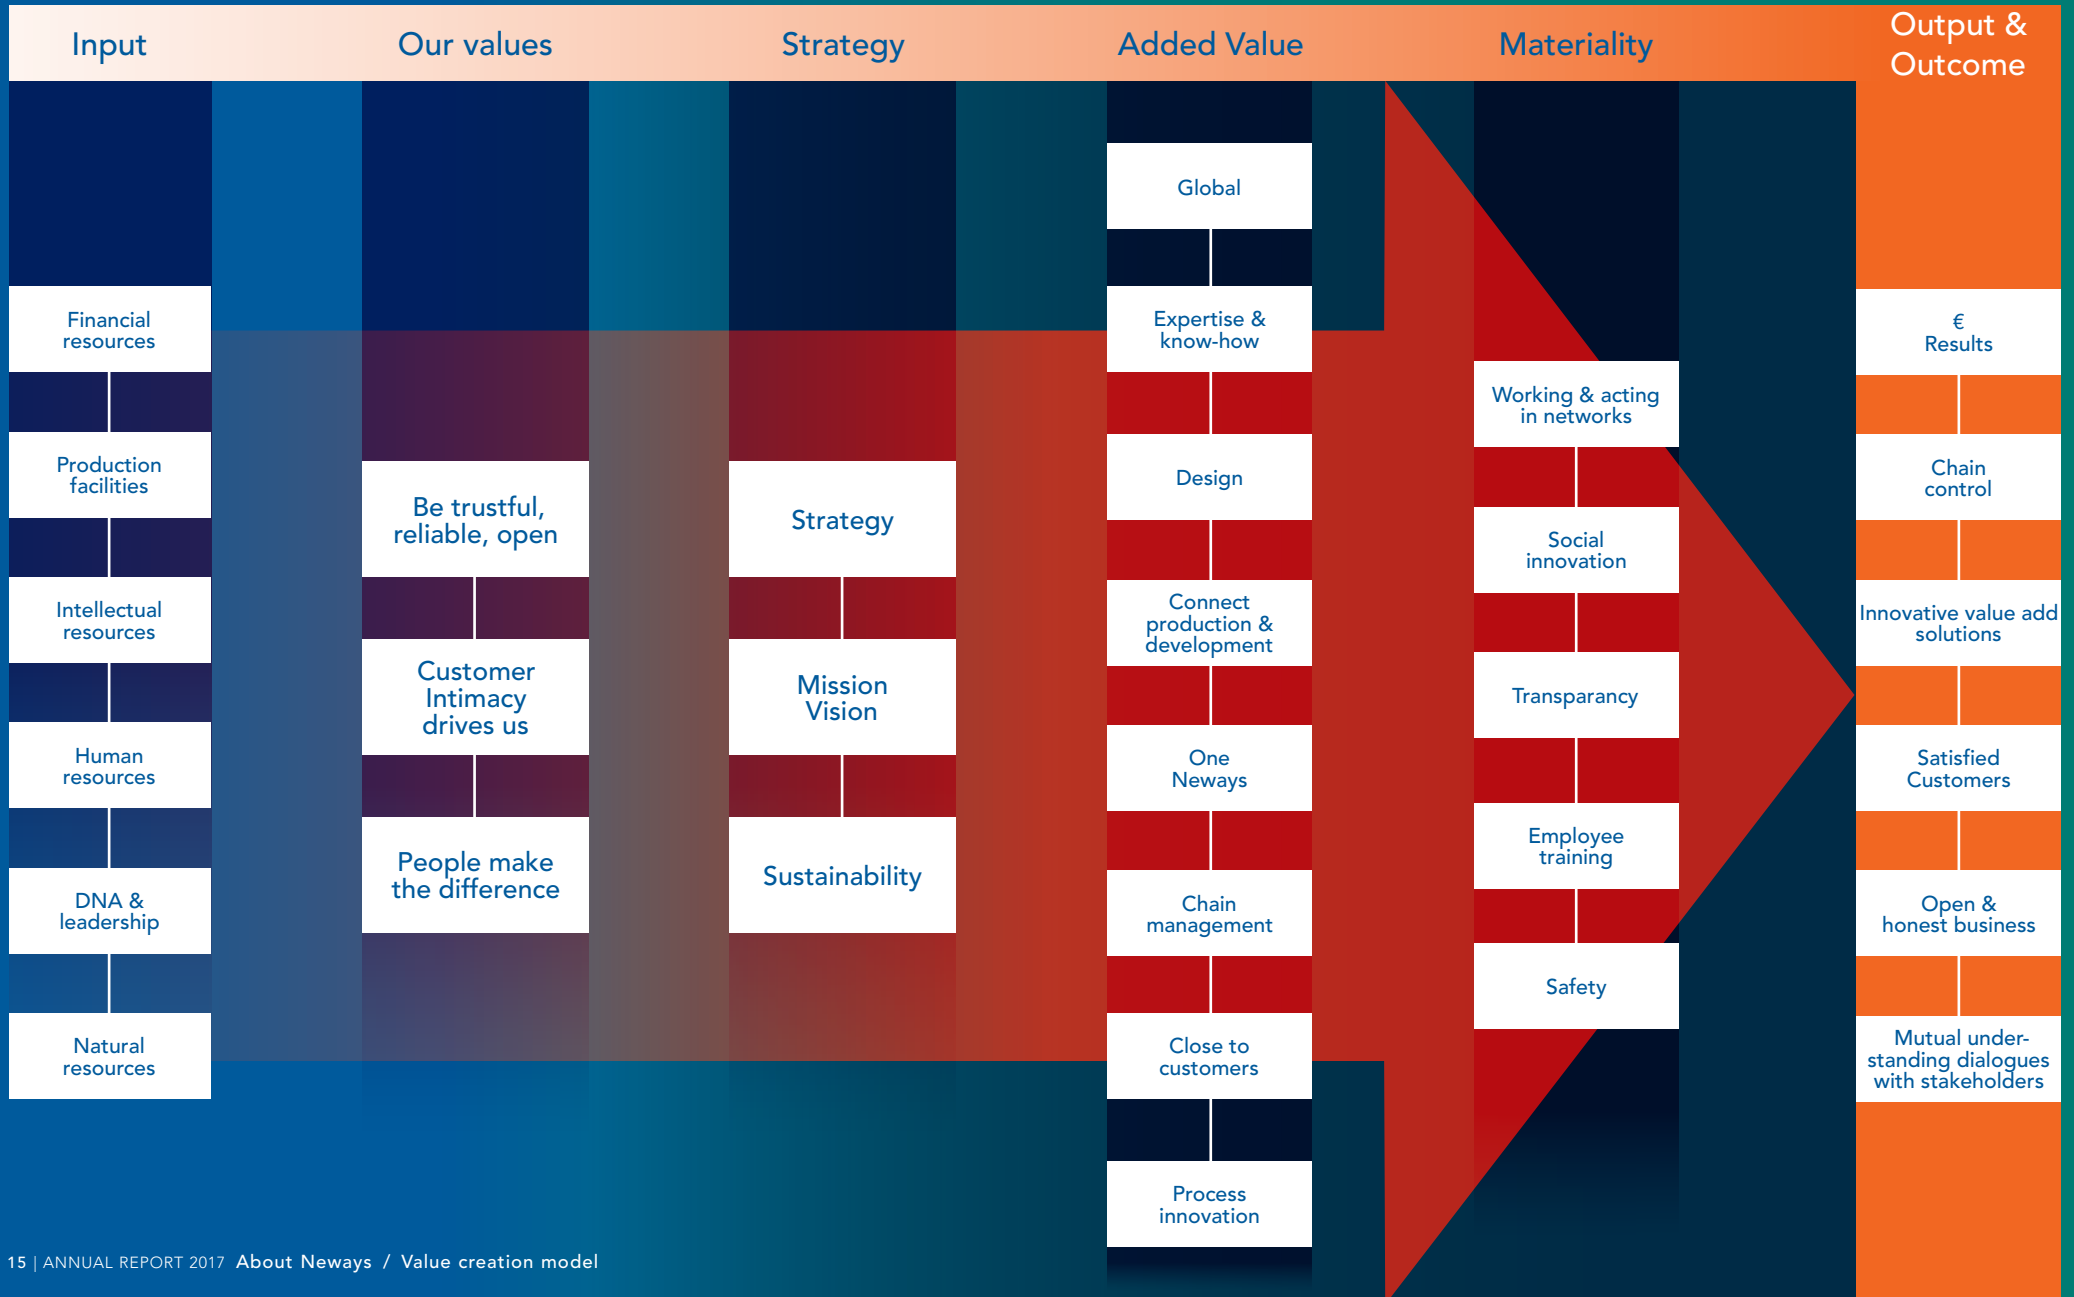 Input
Our values
Strategy
Added Value
Materiality
Output &
Outcome
Financial
resources
Production
facilities
Intellectual
resources
Human
resources
DNA &
leadership
Natural
resources
Be trustful,
reliable, open
Customer
Intimacy
drives us
People make
the difference
Strategy
Mission
Vision
Sustainability
Global
Expertise &
know-how
Design
Connect
production &
development
One
Neways
Chain
management
Close to
customers
Process
innovation
Working & acting
in networks
Social
innovation
Transparancy
Employee
training
Safety
€
Results
Chain
control
Innovative value add
solutions
Satisfied
Customers
Open &
honest business
Mutual under-
standing dialogues
with stakeholders
15 | ANNUAL REPORT 2017 About Neways / Value creation model